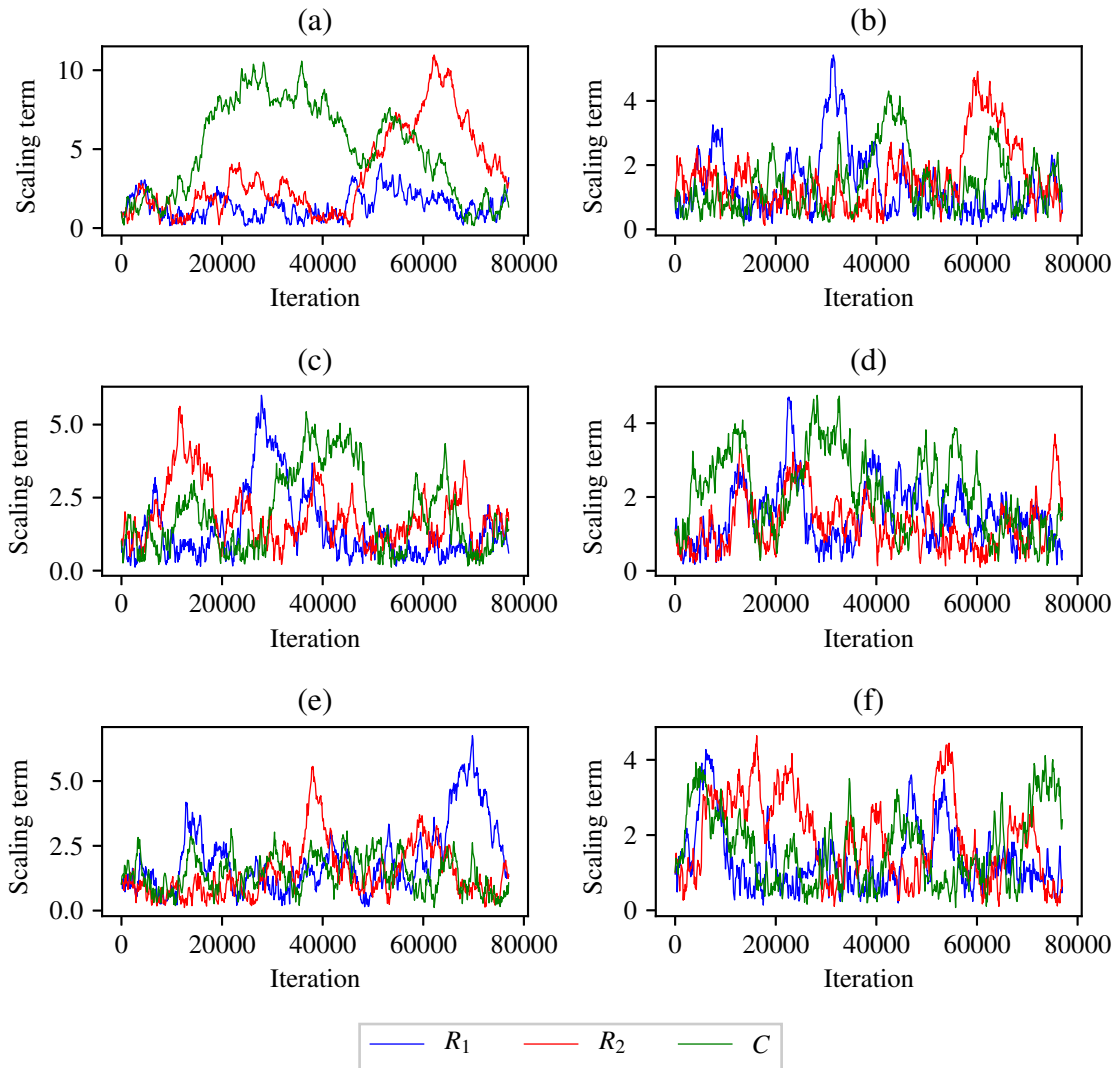 (a)
Scaling term
10
5
0
0 20000 40000 60000 80000
Iteration
(b)
Scaling term
4
2
0
0 20000 40000 60000 80000
Iteration
(c)
Scaling term
5.0
2.5
0.0
0 20000 40000 60000 80000
Iteration
(d)
Scaling term
4
2
0
0 20000 40000 60000 80000
Iteration
(e)
Scaling term
5.0
2.5
0.0
0 20000 40000 60000 80000
Iteration
(f)
Scaling term
4
2
0
0 20000 40000 60000 80000
Iteration
R₁ R₂ C